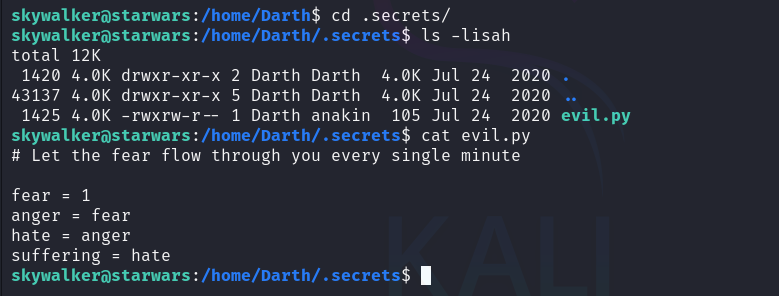 skywalker@starwars:/home/Darth$ cd .secrets/
skywalker@starwars:/home/Darth/.secrets$ ls -lisah
total 12K
 1420 4.0K drwxr-xr-x 2 Darth Darth  4.0K Jul 24  2020 .
43137 4.0K drwxr-xr-x 5 Darth Darth  4.0K Jul 24  2020 ..
 1425 4.0K -rwxrw-r-- 1 Darth anakin  105 Jul 24  2020 evil.py
skywalker@starwars:/home/Darth/.secrets$ cat evil.py
# Let the fear flow through you every single minute

fear = 1
anger = fear
hate = anger
suffering = hate
skywalker@starwars:/home/Darth/.secrets$
KALI